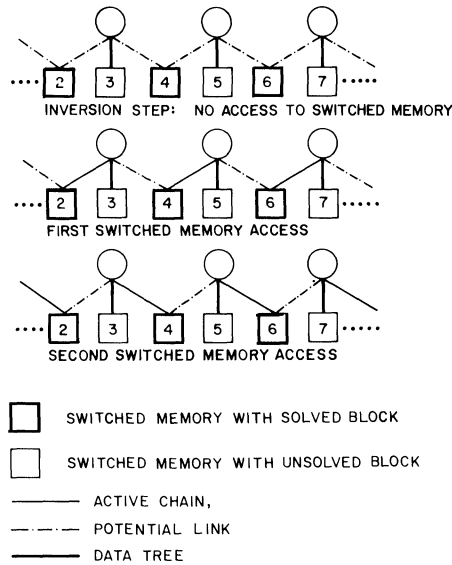 2 3 4 5 6 7
INVERSION STEP: NO ACCESS TO SWITCHED MEMORY
2 3 4 5 6 7
FIRST SWITCHED MEMORY ACCESS
2 3 4 5 6 7
SECOND SWITCHED MEMORY ACCESS
SWITCHED MEMORY WITH SOLVED BLOCK
SWITCHED MEMORY WITH UNSOLVED BLOCK
ACTIVE CHAIN,
POTENTIAL LINK
DATA TREE